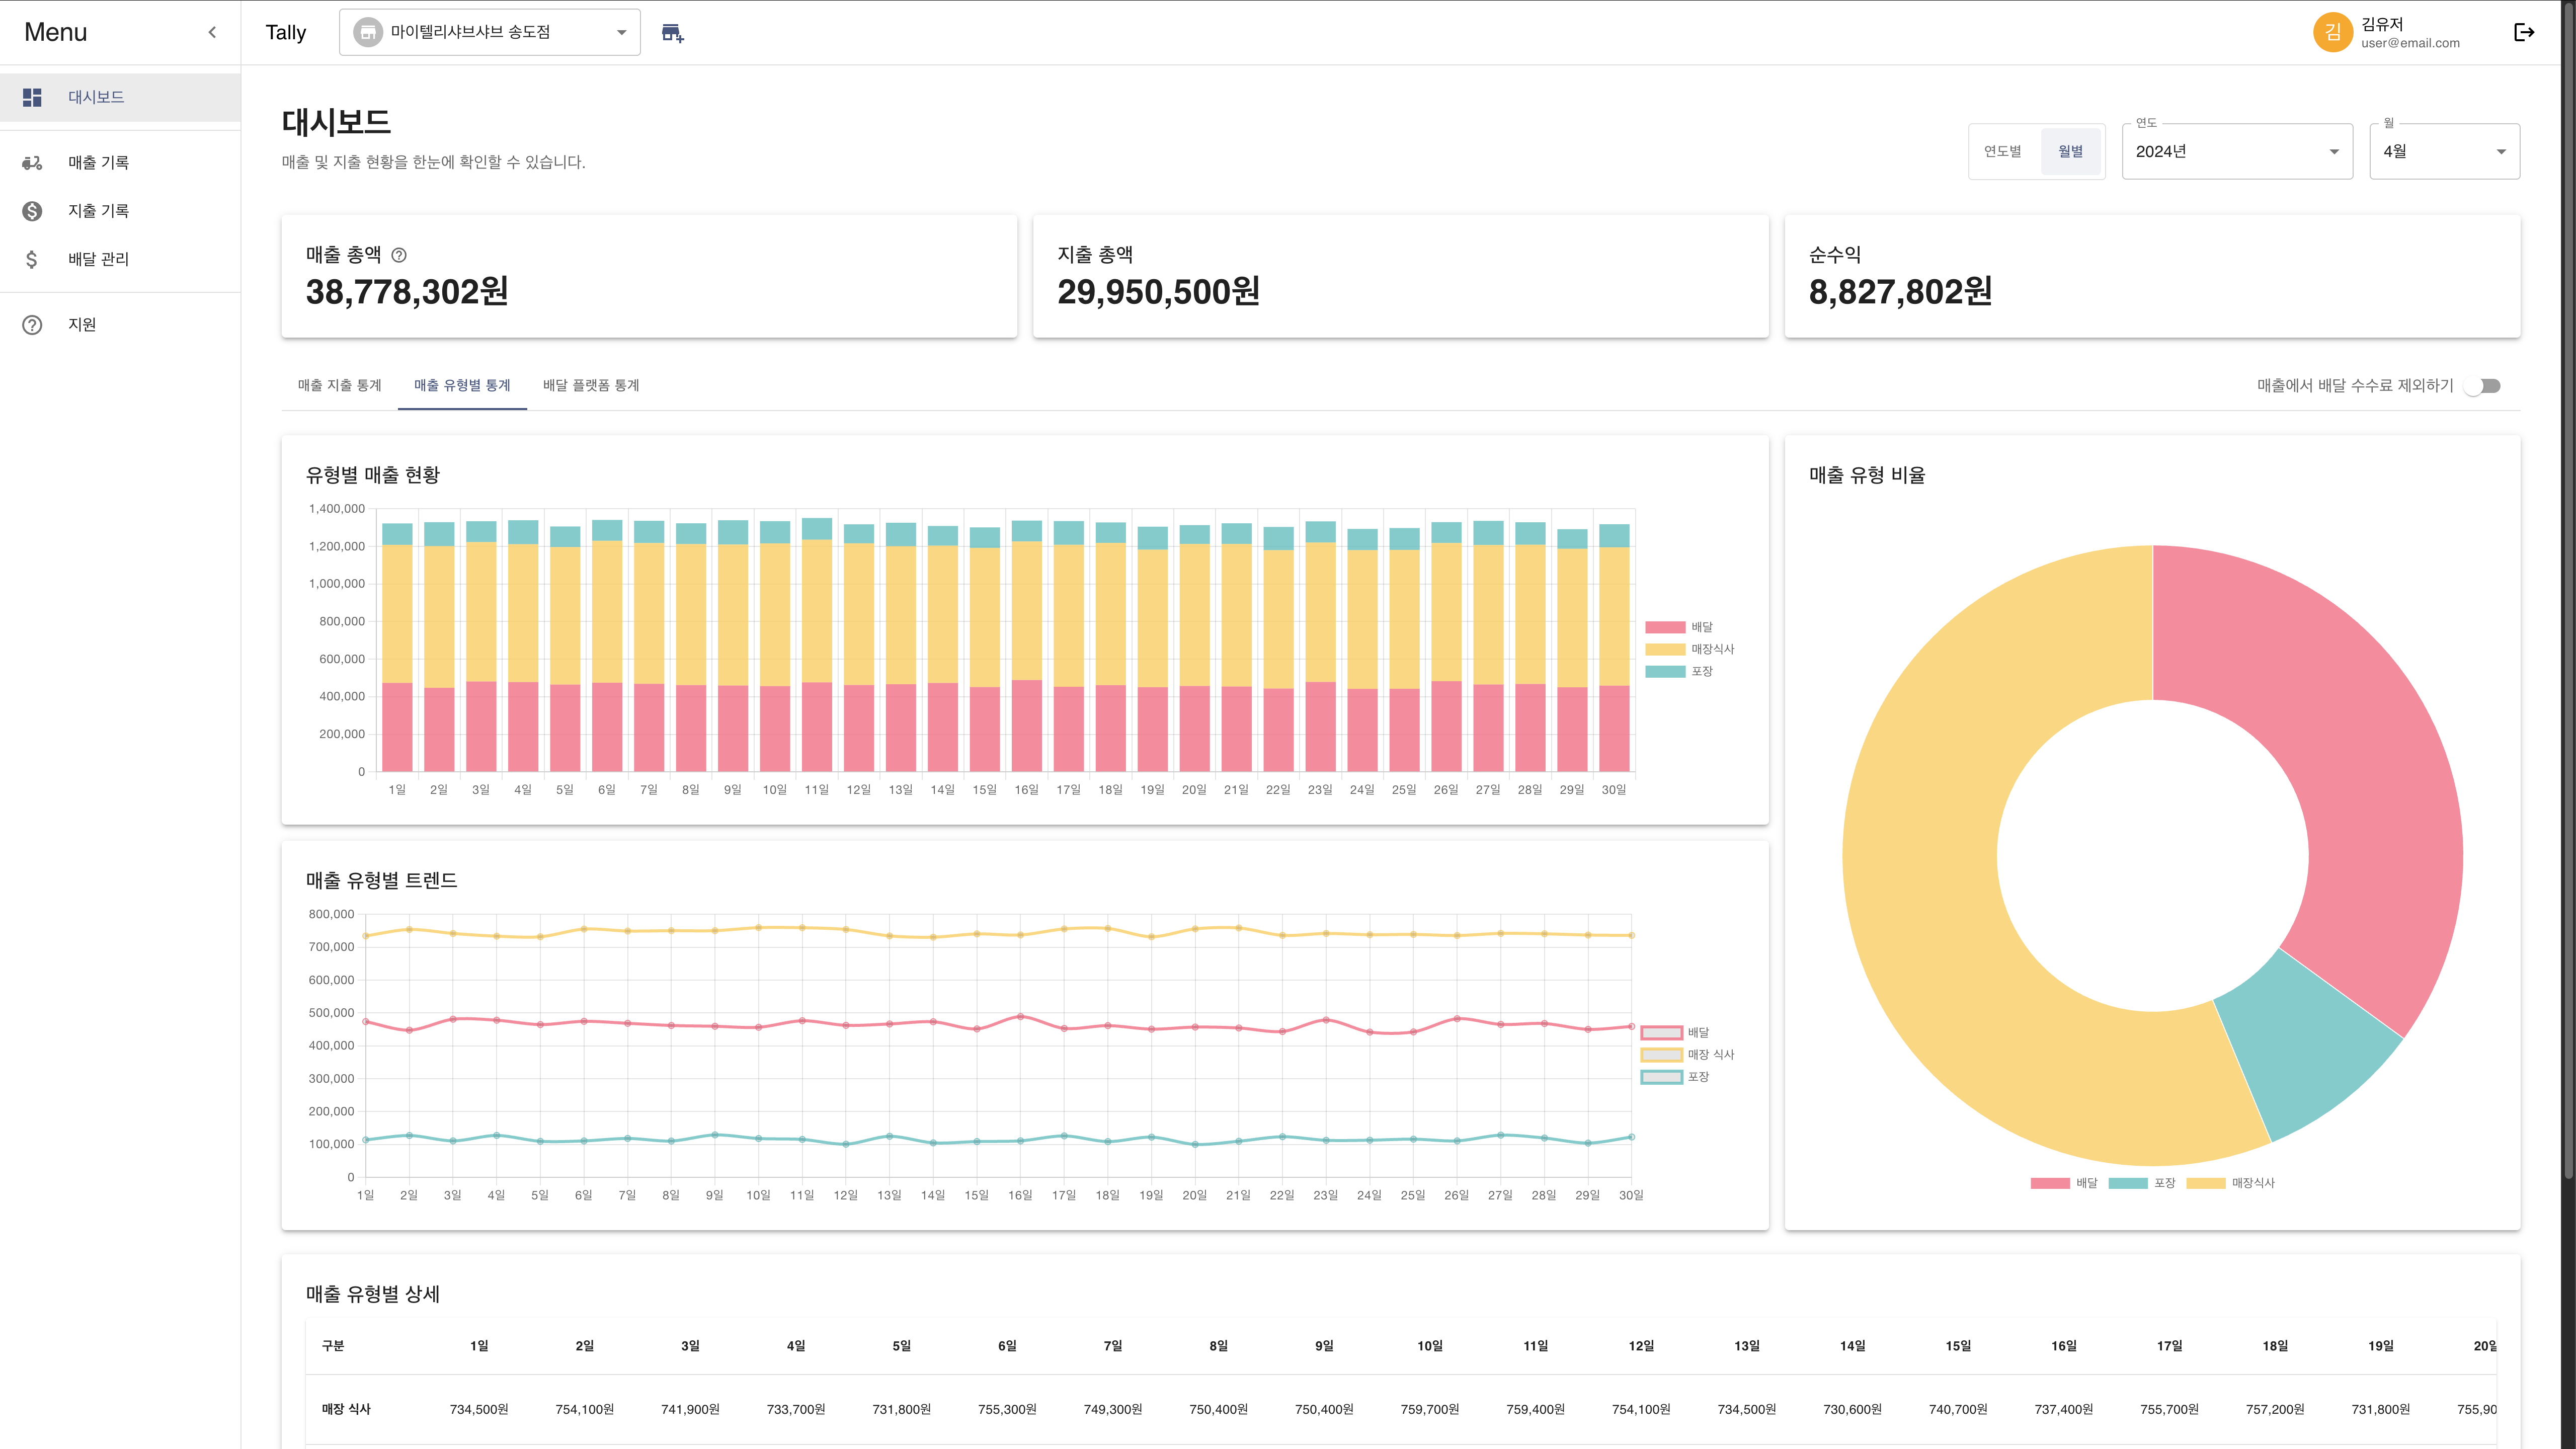 Menu
Tally
마이텔리샤브샤브 송도점
김
김유저
user@email.com
대시보드
매출 기록
지출 기록
배달 관리
지원
대시보드
매출 및 지출 현황을 한눈에 확인할 수 있습니다.
연도별
월별
연도
2024년
월
4월
매출 총액
38,778,302원
지출 총액
29,950,500원
순수익
8,827,802원
매출 지출 통계
매출 유형별 통계
배달 플랫폼 통계
매출에서 배달 수수료 제외하기
유형별 매출 현황
1,400,000
1,200,000
1,000,000
800,000
600,000
400,000
200,000
0
1일 2일 3일 4일 5일 6일 7일 8일 9일 10일 11일 12일 13일 14일 15일 16일 17일 18일 19일 20일 21일 22일 23일 24일 25일 26일 27일 28일 29일 30일
배달
매장식사
포장
매출 유형별 트렌드
800,000
700,000
600,000
500,000
400,000
300,000
200,000
100,000
0
1일 2일 3일 4일 5일 6일 7일 8일 9일 10일 11일 12일 13일 14일 15일 16일 17일 18일 19일 20일 21일 22일 23일 24일 25일 26일 27일 28일 29일 30일
배달
매장 식사
포장
매출 유형 비율
배달 포장 매장식사
매출 유형별 상세
구분 1일 2일 3일 4일 5일 6일 7일 8일 9일 10일 11일 12일 13일 14일 15일 16일 17일 18일 19일 20일
매장 식사 734,500원 754,100원 741,900원 733,700원 731,800원 755,300원 749,300원 750,400원 750,400원 759,700원 759,400원 754,100원 734,500원 730,600원 740,700원 737,400원 755,700원 757,200원 731,800원 755,90